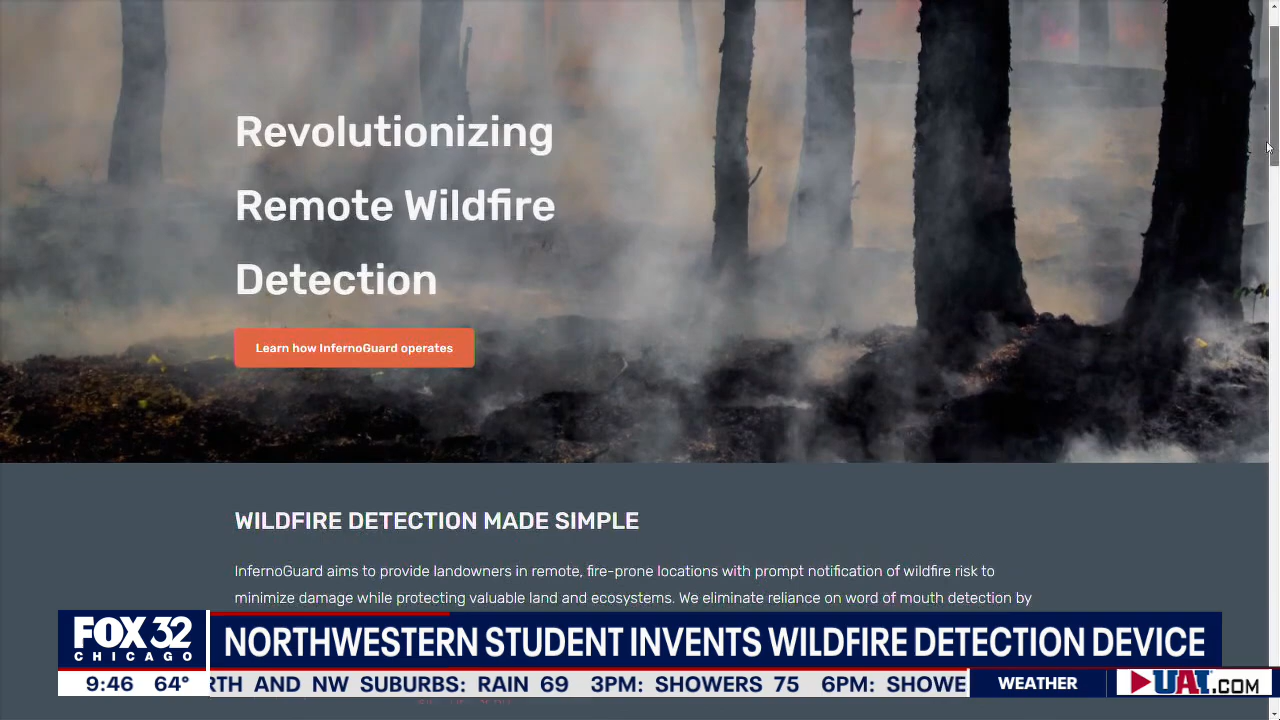 Revolutionizing
Remote Wildfire
Detection
Learn how InfernoGuard operates
WILDFIRE DETECTION MADE SIMPLE
InfernoGuard aims to provide landowners in remote, fire-prone locations with prompt notification of wildfire risk to
minimize damage while protecting valuable land and ecosystems. We eliminate reliance on word of mouth detection by
FOX 32
CHICAGO
NORTHWESTERN STUDENT INVENTS WILDFIRE DETECTION DEVICE
9:46 64° RTH AND NW SUBURBS: RAIN 69 3PM: SHOWERS 75 6PM: SHOWE
WEATHER
UAI.COM